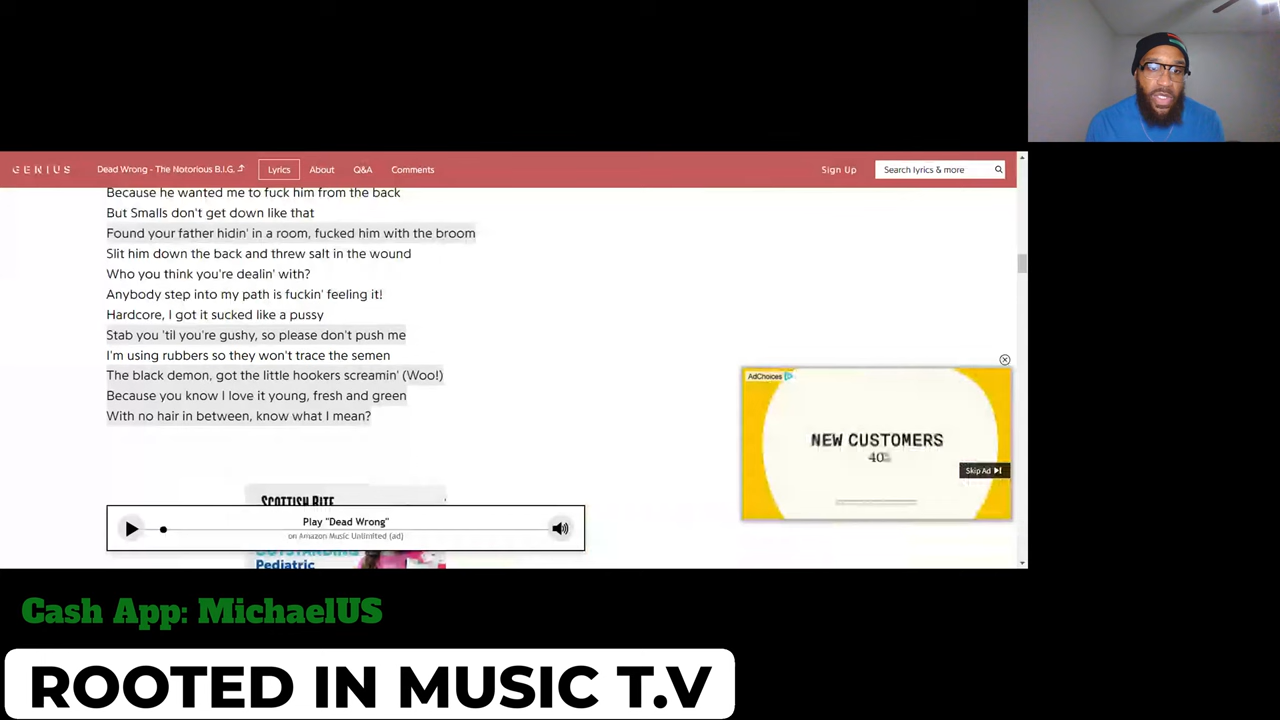 GENIUS
Dead Wrong - The Notorious B.I.G.
Lyrics
About
Q&A
Comments
Sign Up
Search lyrics & more
Because he wanted me to fuck him from the back
But Smalls don't get down like that
Found your father hidin' in a room, fucked him with the broom
Slit him down the back and threw salt in the wound
Who you think you're dealin' with?
Anybody step into my path is fuckin' feeling it!
Hardcore, I got it sucked like a pussy
Stab you 'til you're gushy, so please don't push me
I'm using rubbers so they won't trace the semen
The black demon, got the little hookers screamin' (Woo!)
Because you know I love it young, fresh and green
With no hair in between, know what I mean?
AdChoices
NEW CUSTOMERS
Skip Ad
SCOTTISH RITE
Play "Dead Wrong"
on Amazon Music Unlimited (ad)
OUTSTANDING
Pediatric
Cash App: MichaelUS
ROOTED IN MUSIC T.V